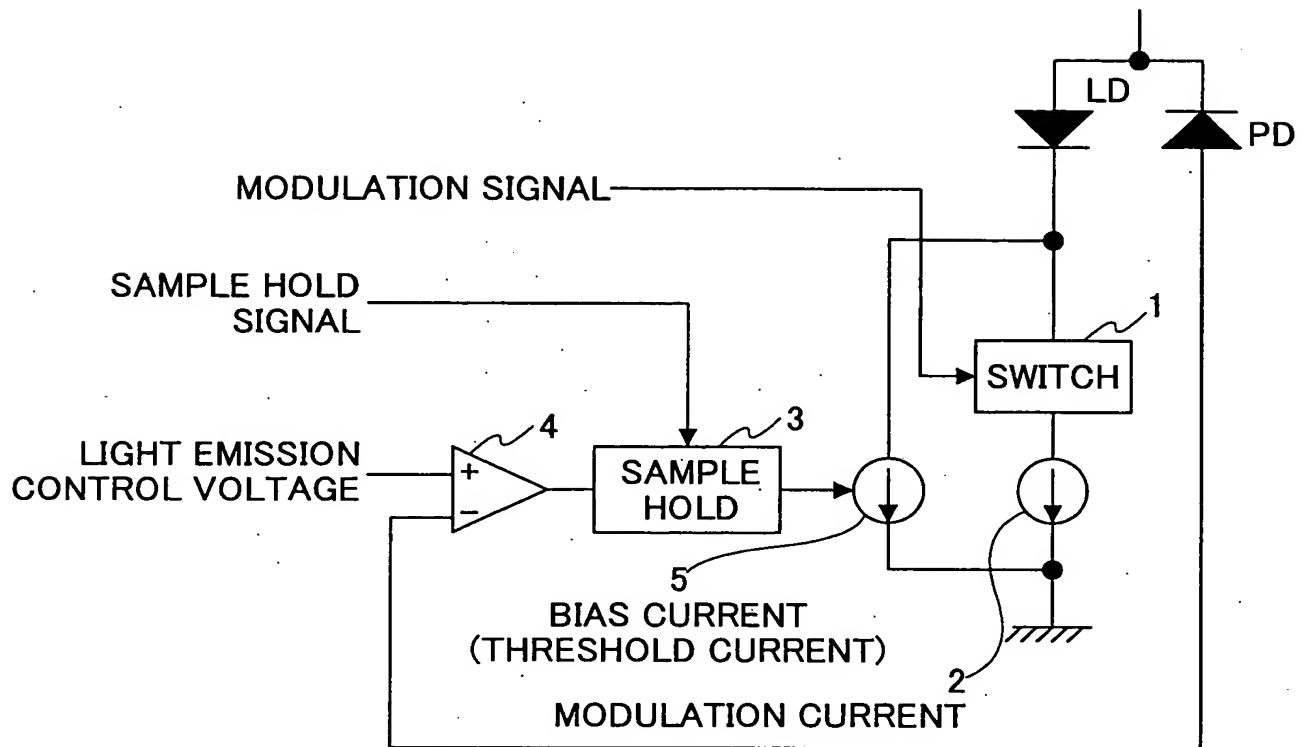 LD
PD
MODULATION SIGNAL
SAMPLE HOLD
SIGNAL
1
SWITCH
LIGHT EMISSION
CONTROL VOLTAGE
4
+
−
3
SAMPLE
HOLD
5
BIAS CURRENT
(THRESHOLD CURRENT)
2
MODULATION CURRENT